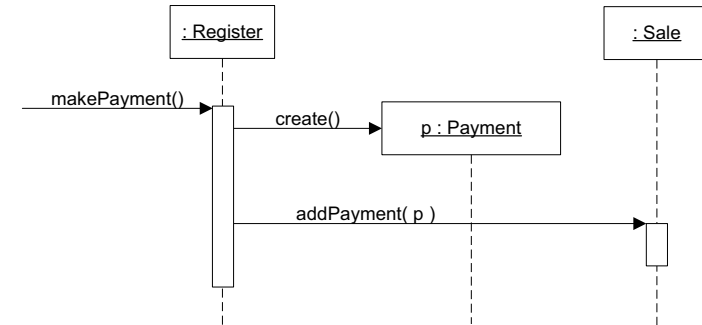 : Register
: Sale
makePayment()
create()
p : Payment
addPayment( p )